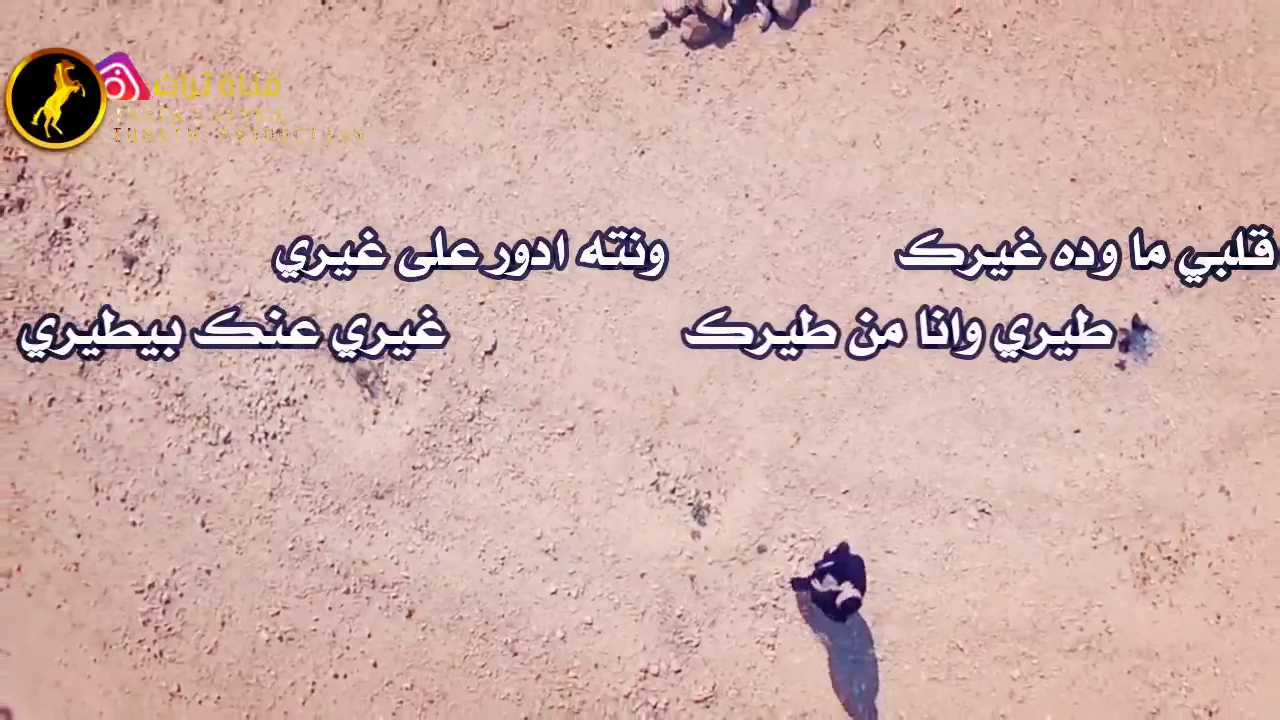 قناة تراث
قلبي ما وده غيرك ونته ادور على غيري
طيري وانا من طيرك غيري عنك بيطيري